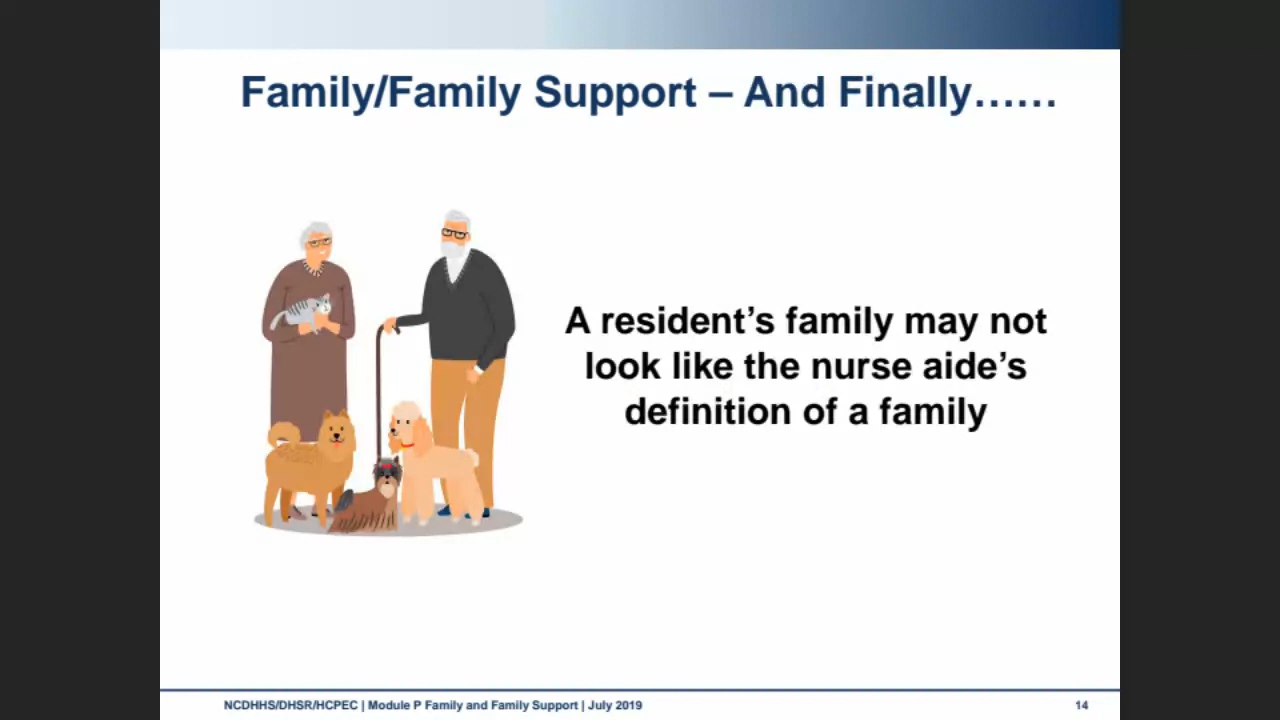 Family/Family Support – And Finally……
A resident’s family may not
look like the nurse aide’s
definition of a family
NCDHHS/DHSR/HCPEC | Module P Family and Family Support | July 2019
14